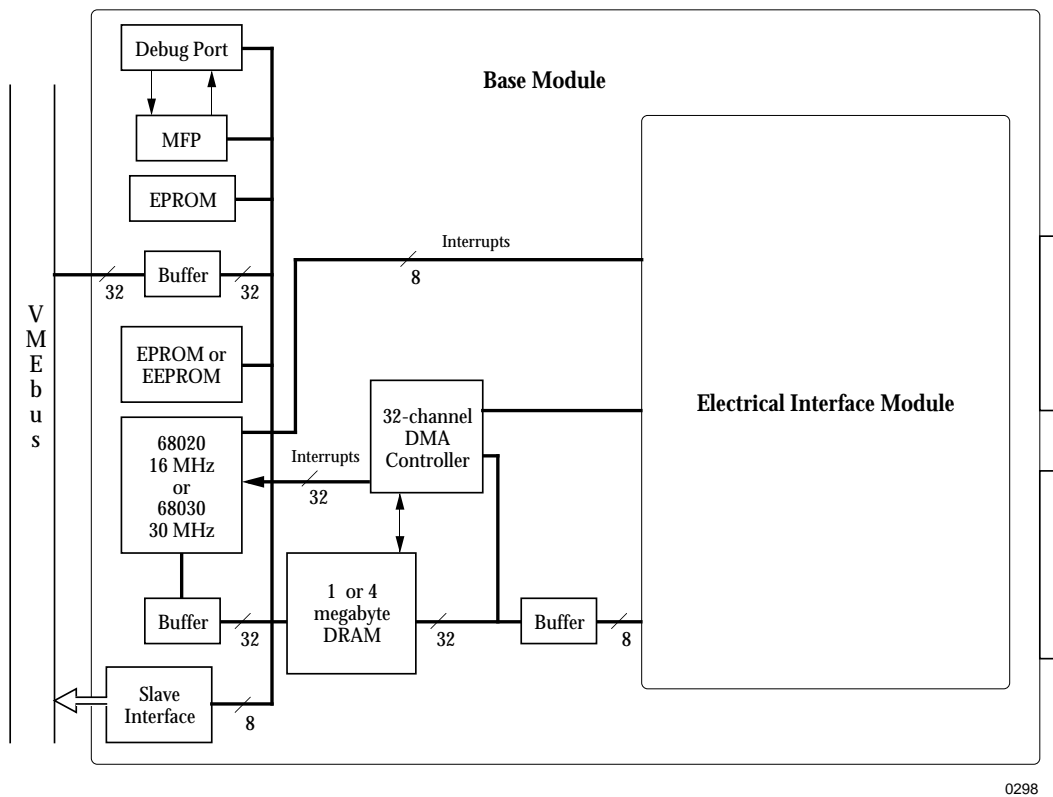 Debug Port
Base Module
MFP
EPROM
Interrupts
8
Buffer
32
32
V
M
E
b
u
s
EPROM or
EEPROM
32-channel
DMA
Controller
Electrical Interface Module
68020
16 MHz
or
68030
30 MHz
Interrupts
32
1 or 4
megabyte
DRAM
Buffer
32
32
Buffer
8
Slave
Interface
8
0298